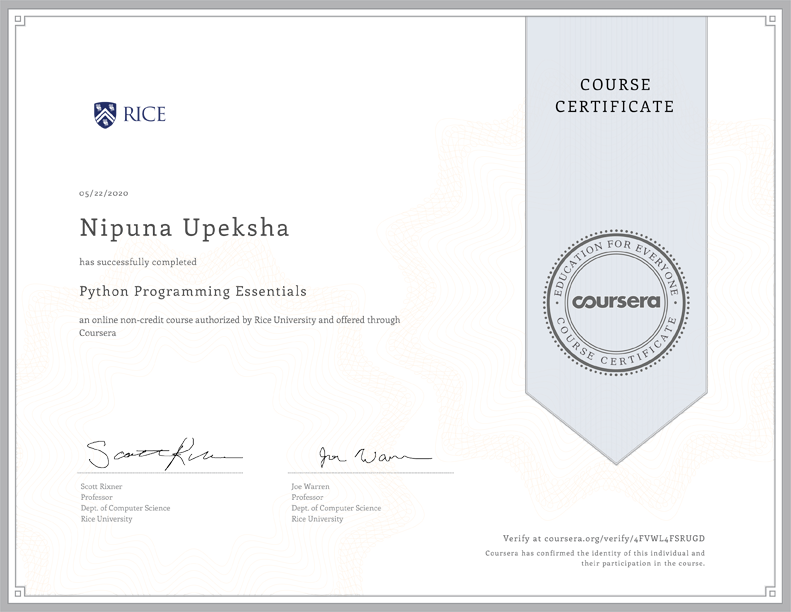 RICE
COURSE
CERTIFICATE
05/22/2020
Nipuna Upeksha
has successfully completed
Python Programming Essentials
an online non-credit course authorized by Rice University and offered through
Coursera
EDUCATION FOR EVERYONE
coursera
COURSE CERTIFICATE
Scott Rixner
Joe Warren
Scott Rixner
Professor
Dept. of Computer Science
Rice University
Joe Warren
Professor
Dept. of Computer Science
Rice University
Verify at coursera.org/verify/4FVWL4FSRUGD
Coursera has confirmed the identity of this individual and
their participation in the course.